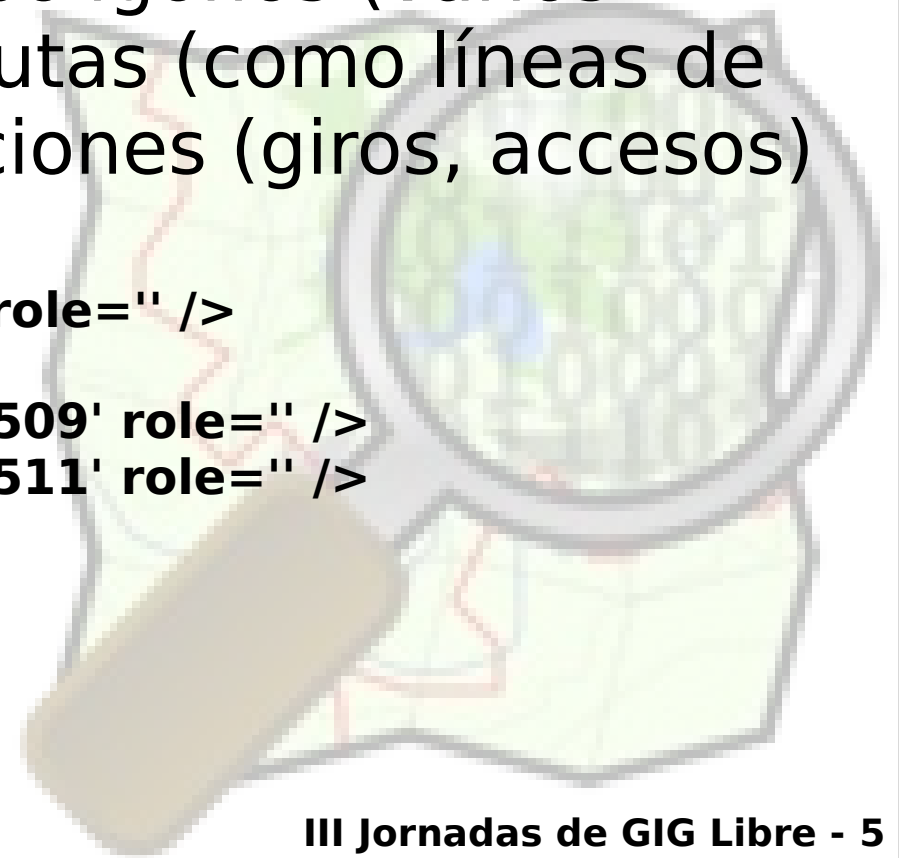 utas (como líneas de
ciones (giros, accesos)
role='' />
509' role='' />
511' role='' />
III Jornadas de GIG Libre - 5